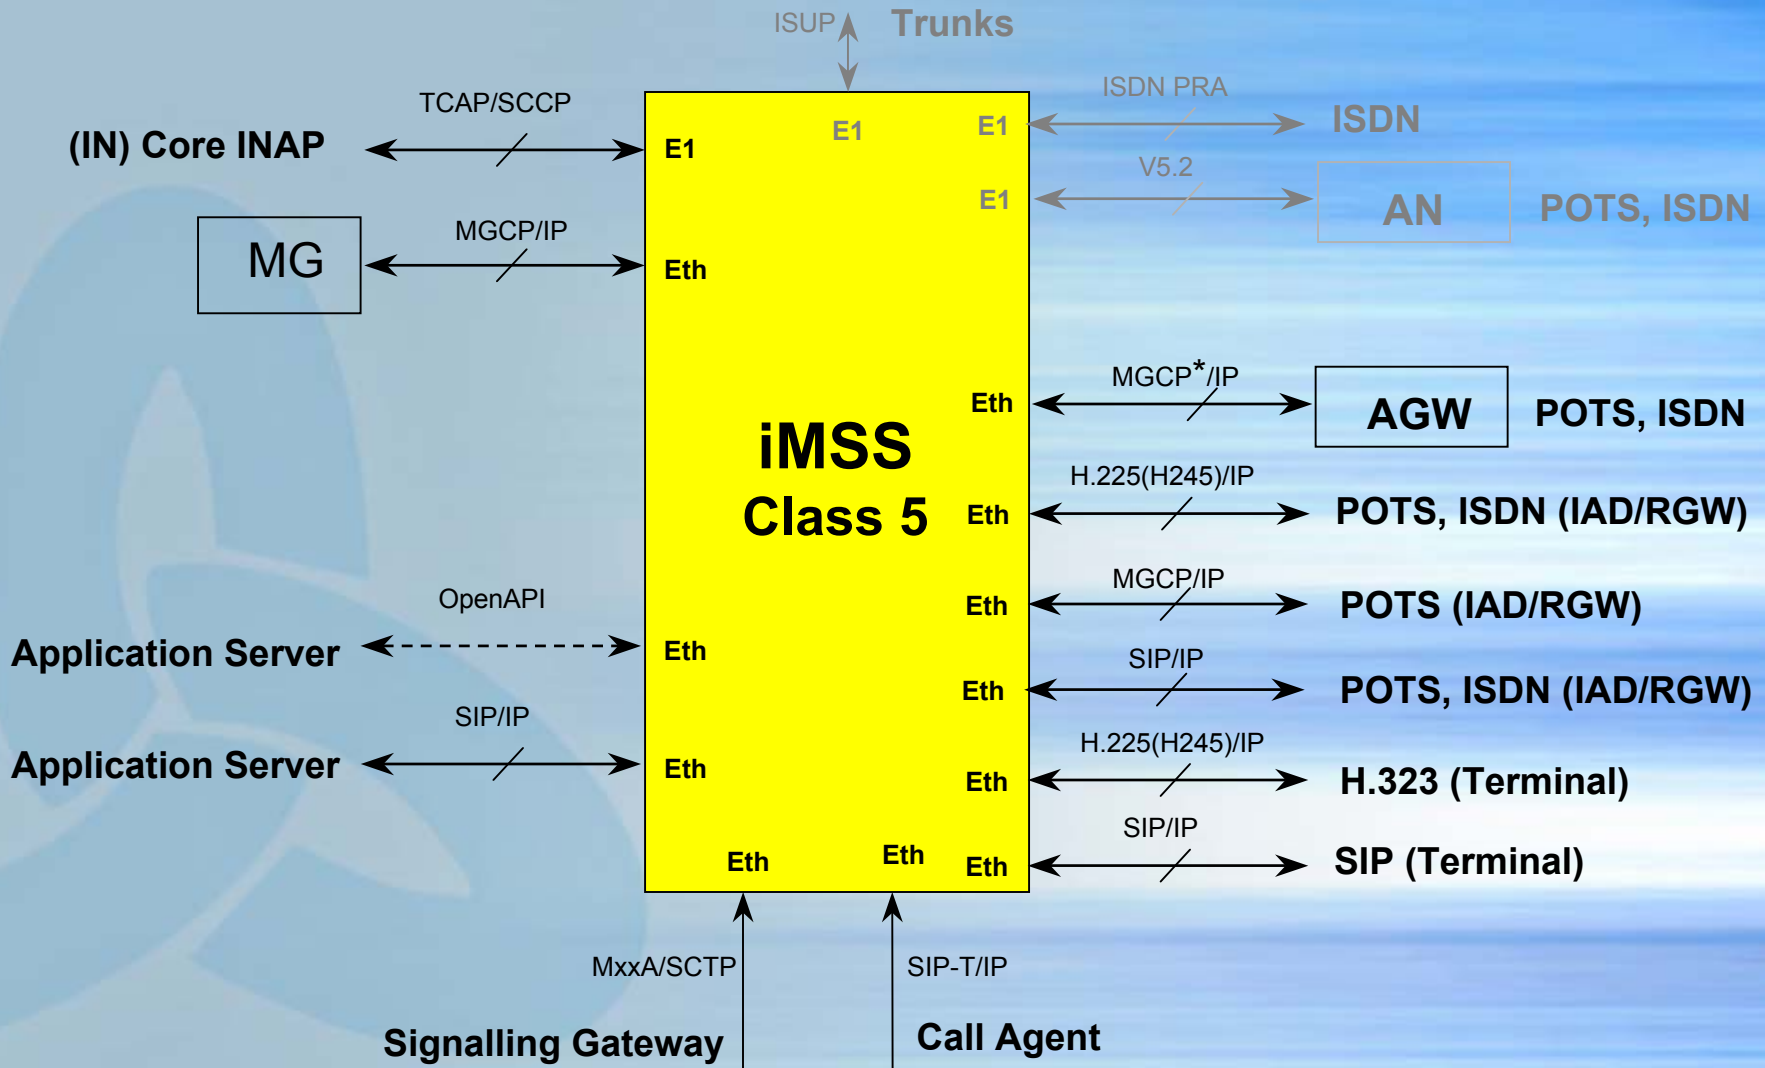 ISUP
Trunks
TCAP/SCCP
(IN) Core INAP
E1
E1
E1
ISDN PRA
ISDN
V5.2
E1
AN
POTS, ISDN
MG
MGCP/IP
Eth
MGCP*/IP
Eth
AGW
POTS, ISDN
iMSS
Class 5
H.225(H245)/IP
Eth
POTS, ISDN (IAD/RGW)
MGCP/IP
Eth
POTS (IAD/RGW)
OpenAPI
Application Server
Eth
SIP/IP
Eth
POTS, ISDN (IAD/RGW)
SIP/IP
Application Server
Eth
H.225(H245)/IP
Eth
H.323 (Terminal)
SIP/IP
Eth
SIP (Terminal)
Eth
Eth
MxxA/SCTP
SIP-T/IP
Signalling Gateway
Call Agent